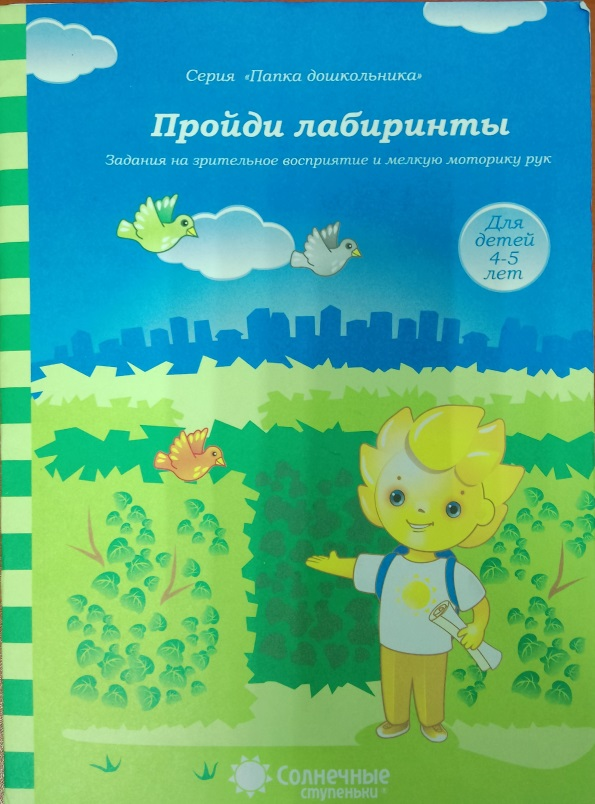 Серия «Папка дошкольника»
Пройди лабиринты
Задания на зрительное восприятие и мелкую моторику рук
Для
детей
4-5
лет
Солнечные
ступеньки®